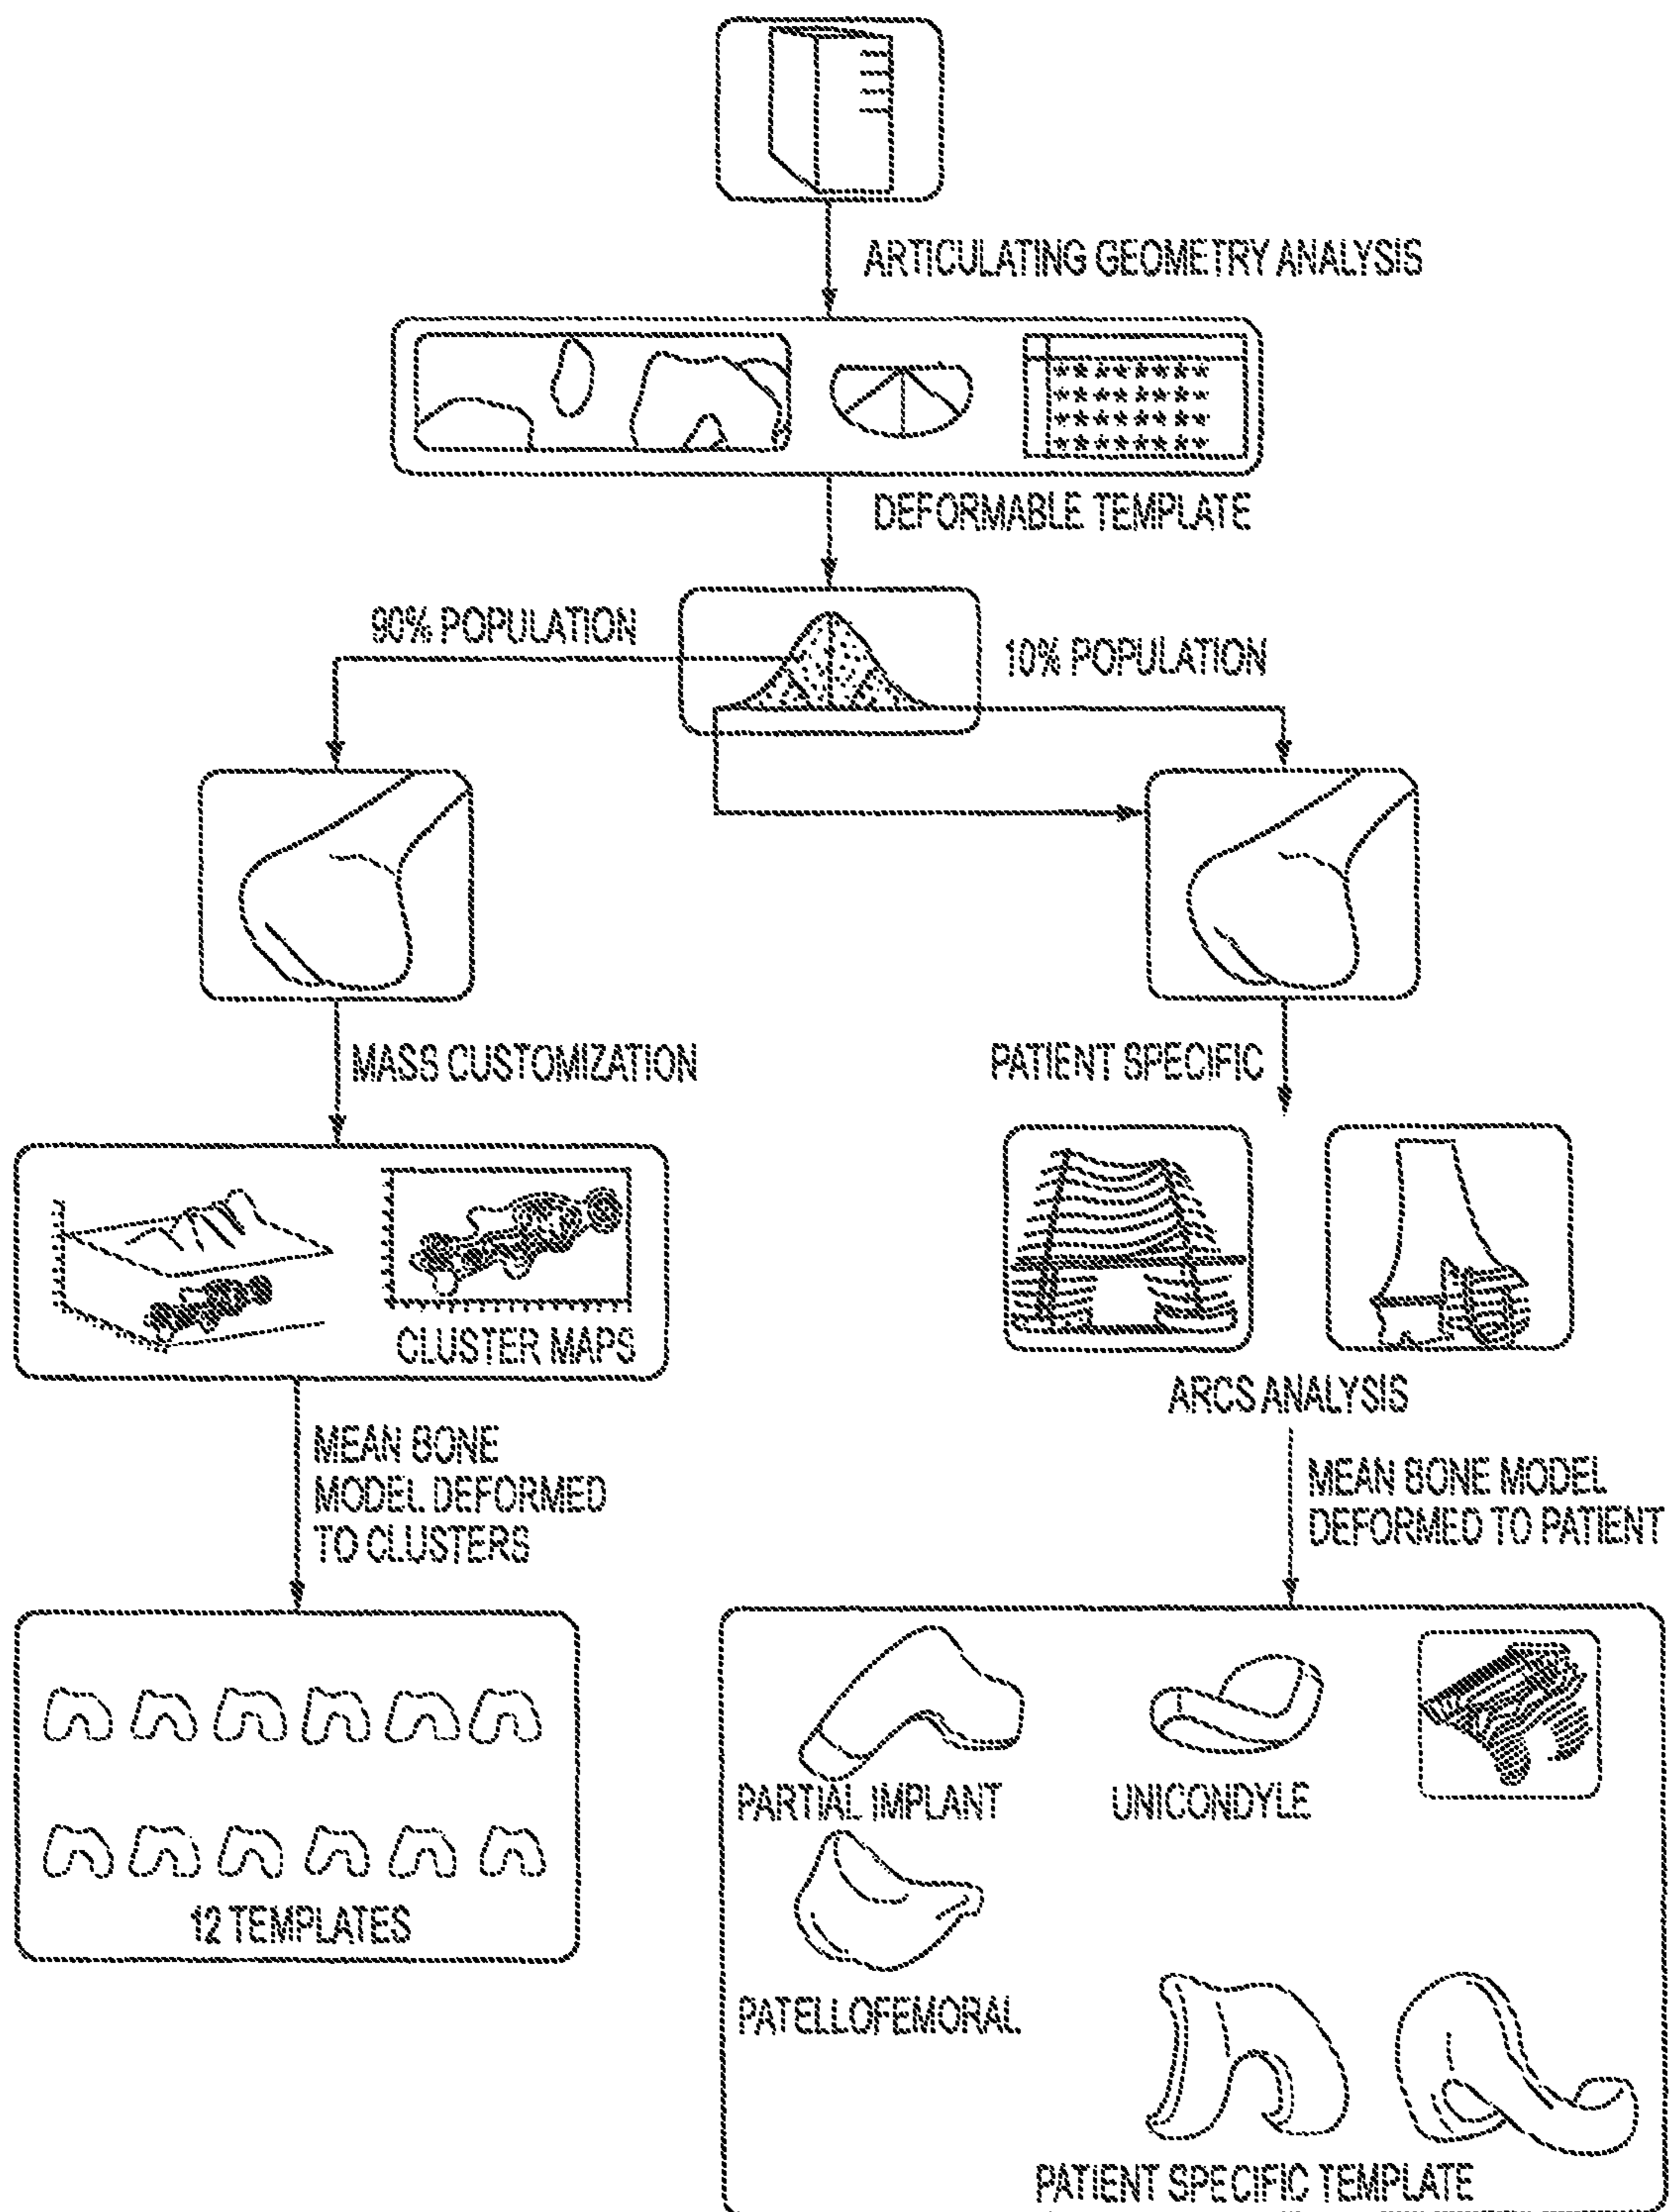 ARTICULATING GEOMETRY ANALYSIS
DEFORMABLE TEMPLATE
90% POPULATION
10% POPULATION
MASS CUSTOMIZATION
PATIENT SPECIFIC
CLUSTER MAPS
ARCS ANALYSIS
MEAN BONE
MODEL DEFORMED
TO CLUSTERS
MEAN BONE MODEL
DEFORMED TO PATIENT
12 TEMPLATES
PARTIAL IMPLANT
UNICONDYLE
PATELLOFEMORAL
PATIENT SPECIFIC TEMPLATE